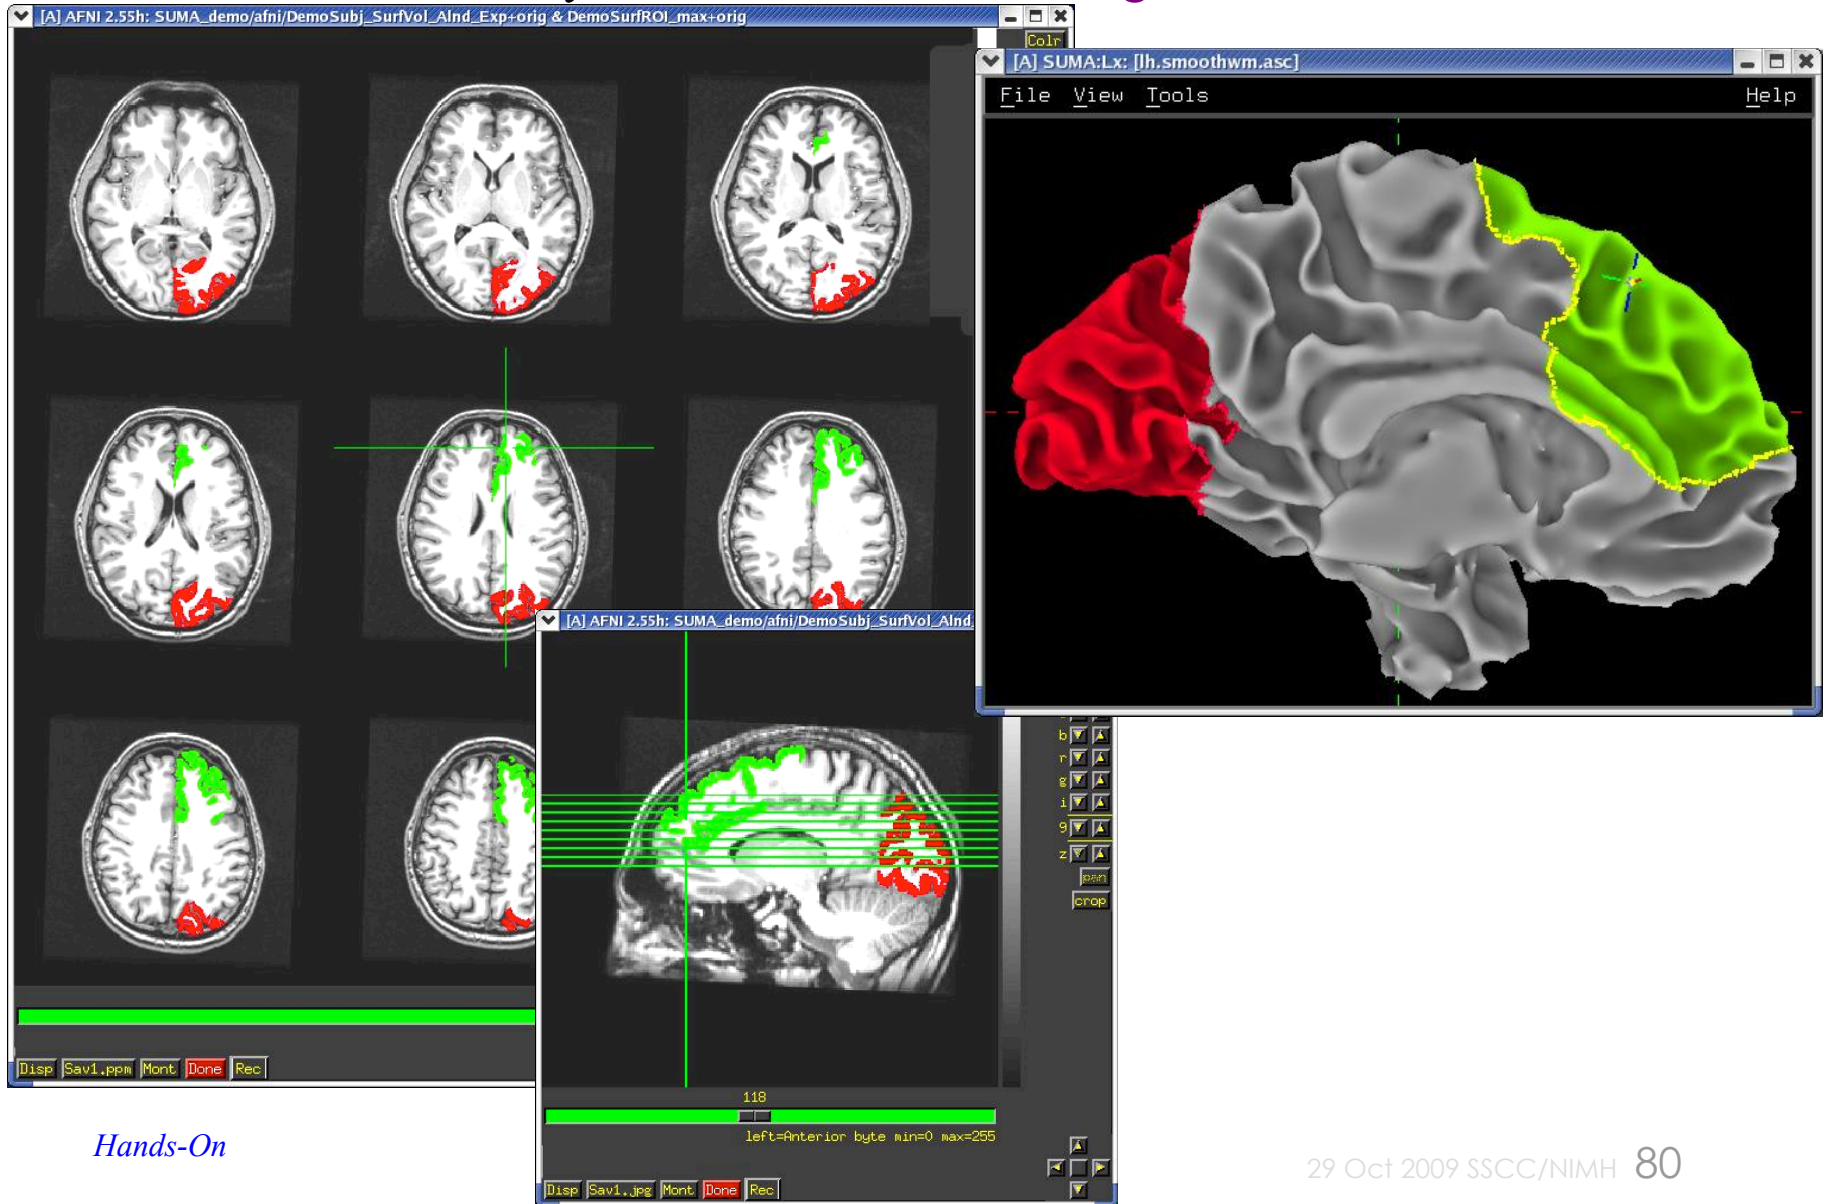 [A] AFNI 2.55h: SUMA_demo/afni/DemoSubj_SurfVol_Alnd_Exp+orig & DemoSurfROI_max+orig
Colr
[A] SUMA:Lx: [lh.smoothwm.asc]
File View Tools Help
[A] AFNI 2.55h: SUMA_demo/afni/DemoSubj_SurfVol_Alnd_
b
r
g
i
9
z
pan
crop
Disp Sav1.ppm Mont Done Rec
118
left=Anterior byte min=0 max=255
Disp Sav1.jpg Mont Done Rec
Hands-On
29 Oct 2009 SSCC/NIMH 80